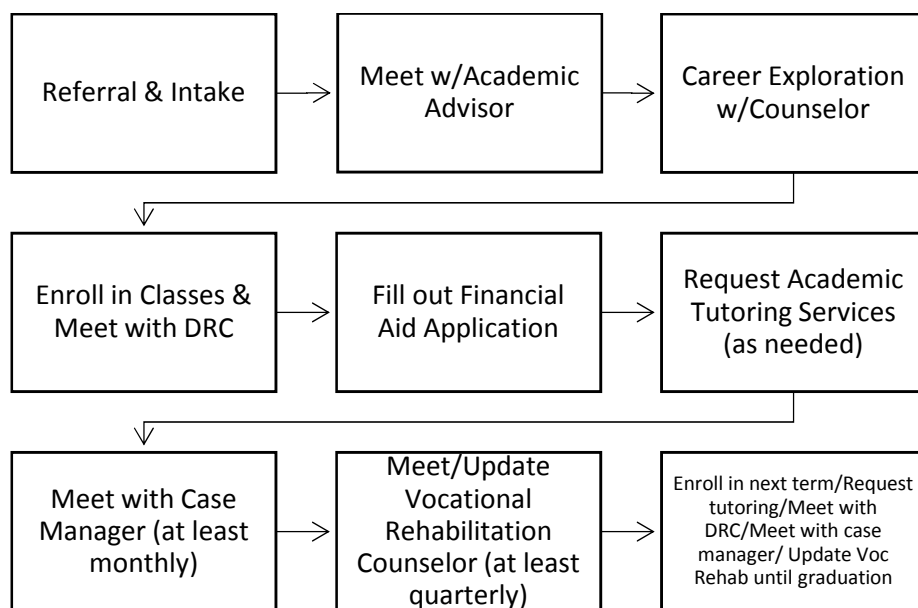 Referral & Intake
Meet w/Academic
Advisor
Career Exploration
w/Counselor
Enroll in Classes &
Meet with DRC
Fill out Financial
Aid Application
Request Academic
Tutoring Services
(as needed)
Meet with Case
Manager (at least
monthly)
Meet/Update
Vocational
Rehabilitation
Counselor (at least
quarterly)
Enroll in next term/Request
tutoring/Meet with
DRC/Meet with case
manager/ Update Voc
Rehab until graduation